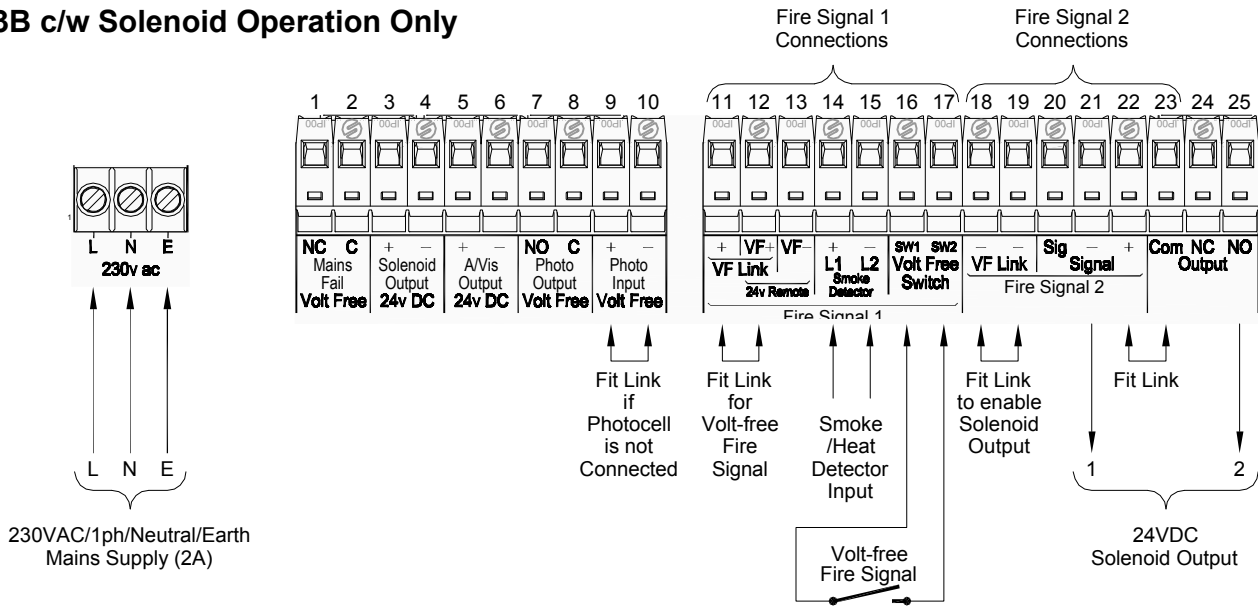 3B c/w Solenoid Operation Only
Fire Signal 1
Connections
Fire Signal 2
Connections
1 2 3 4 5 6 7 8 9 10 11 12 13 14 15 16 17 18 19 20 21 22 23 24 25
1
L N E
230v ac
NC C
Mains
Fail
Volt Free
+ −
Solenoid
Output
24v DC
+ −
A/Vis
Output
24v DC
NO C
Photo
Output
Volt Free
+ −
Photo
Input
Volt Free
+ VF+ VF−
VF Link
24v Remote
+ −
L1 L2
Smoke
Detector
SW1 SW2
Volt Free
Switch
Fire Signal 1
− −
VF Link
Sig − +
Signal
Fire Signal 2
Com NC NO
Output
Fit Link
if
Photocell
is not
Connected
Fit Link
for
Volt-free
Fire
Signal
Smoke
/Heat
Detector
Input
Volt-free
Fire Signal
Fit Link
to enable
Solenoid
Output
Fit Link
1 2
24VDC
Solenoid Output
L N E
230VAC/1ph/Neutral/Earth
Mains Supply (2A)